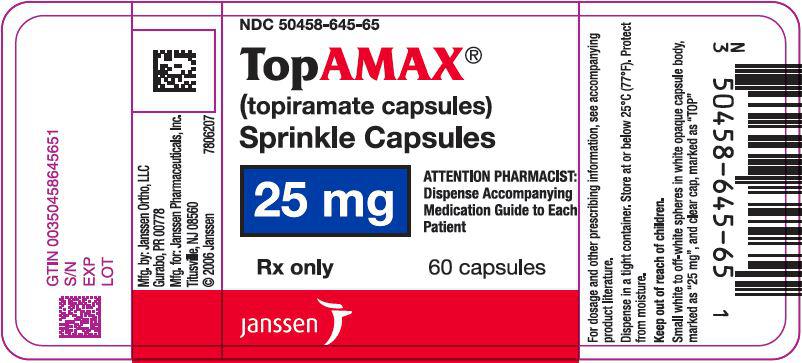 GTIN 00350458645651
S/N
EXP
LOT
Mfg. by: Janssen Ortho, LLC
Gurabo, PR 00778
Mfg. for: Janssen Pharmaceuticals, Inc.
Titusville, NJ 08560
© 2006 Janssen
7806207
NDC 50458-645-65
TopAMAX®
(topiramate capsules)
Sprinkle Capsules
25 mg
ATTENTION PHARMACIST:
Dispense Accompanying
Medication Guide to Each
Patient
Rx only
60 capsules
janssen
For dosage and other prescribing information, see accompanying
product literature.
Dispense in a tight container. Store at or below 25°C (77°F). Protect
from moisture.
Keep out of reach of children.
Small white to off-white spheres in white opaque capsule body,
marked as “25 mg”, and clear cap, marked as “TOP”
N
3 50458-645-65 1